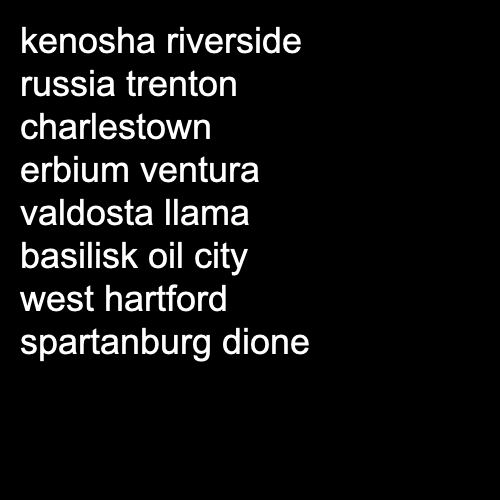 kenosha riverside
russia trenton
charlestown
erbium ventura
valdosta llama
basilisk oil city
west hartford
spartanburg dione